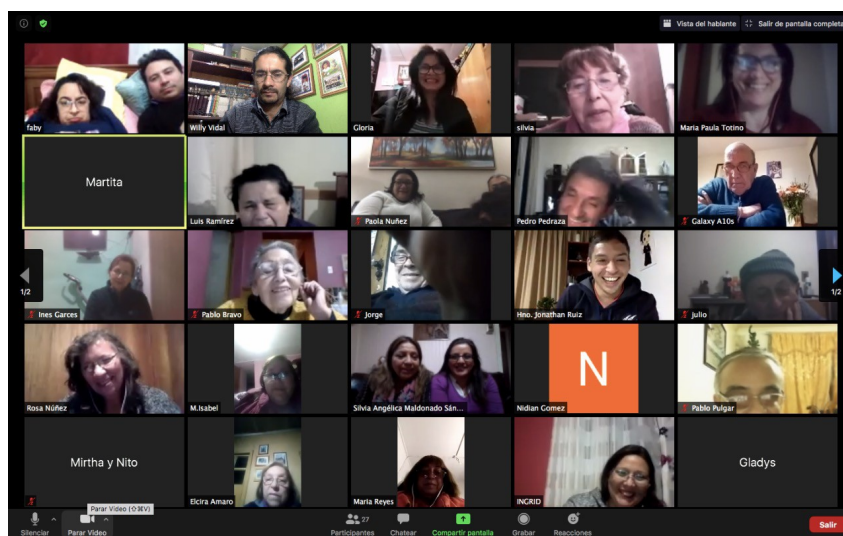 Vista del hablante
Salir de pantalla completa
faby
Willy Vidal
Gloria
silvia
Maria Paula Totino
Martita
Luis Ramírez
Paola Nuñez
Pedro Pedraza
Galaxy A10s
1/2
1/2
Ines Garces
Pablo Bravo
Jorge
Hno. Jonathan Ruiz
julio
Rosa Núñez
M.Isabel
Silvia Angélica Maldonado Sán...
N
Nidian Gomez
Pablo Pulgar
Mirtha y Nito
Elcira Amaro
Maria Reyes
INGRID
Gladys
Parar Video (⇧⌘V)
Silenciar
Parar Video
27
Participantes
Chatear
Compartir pantalla
Grabar
Reacciones
Salir